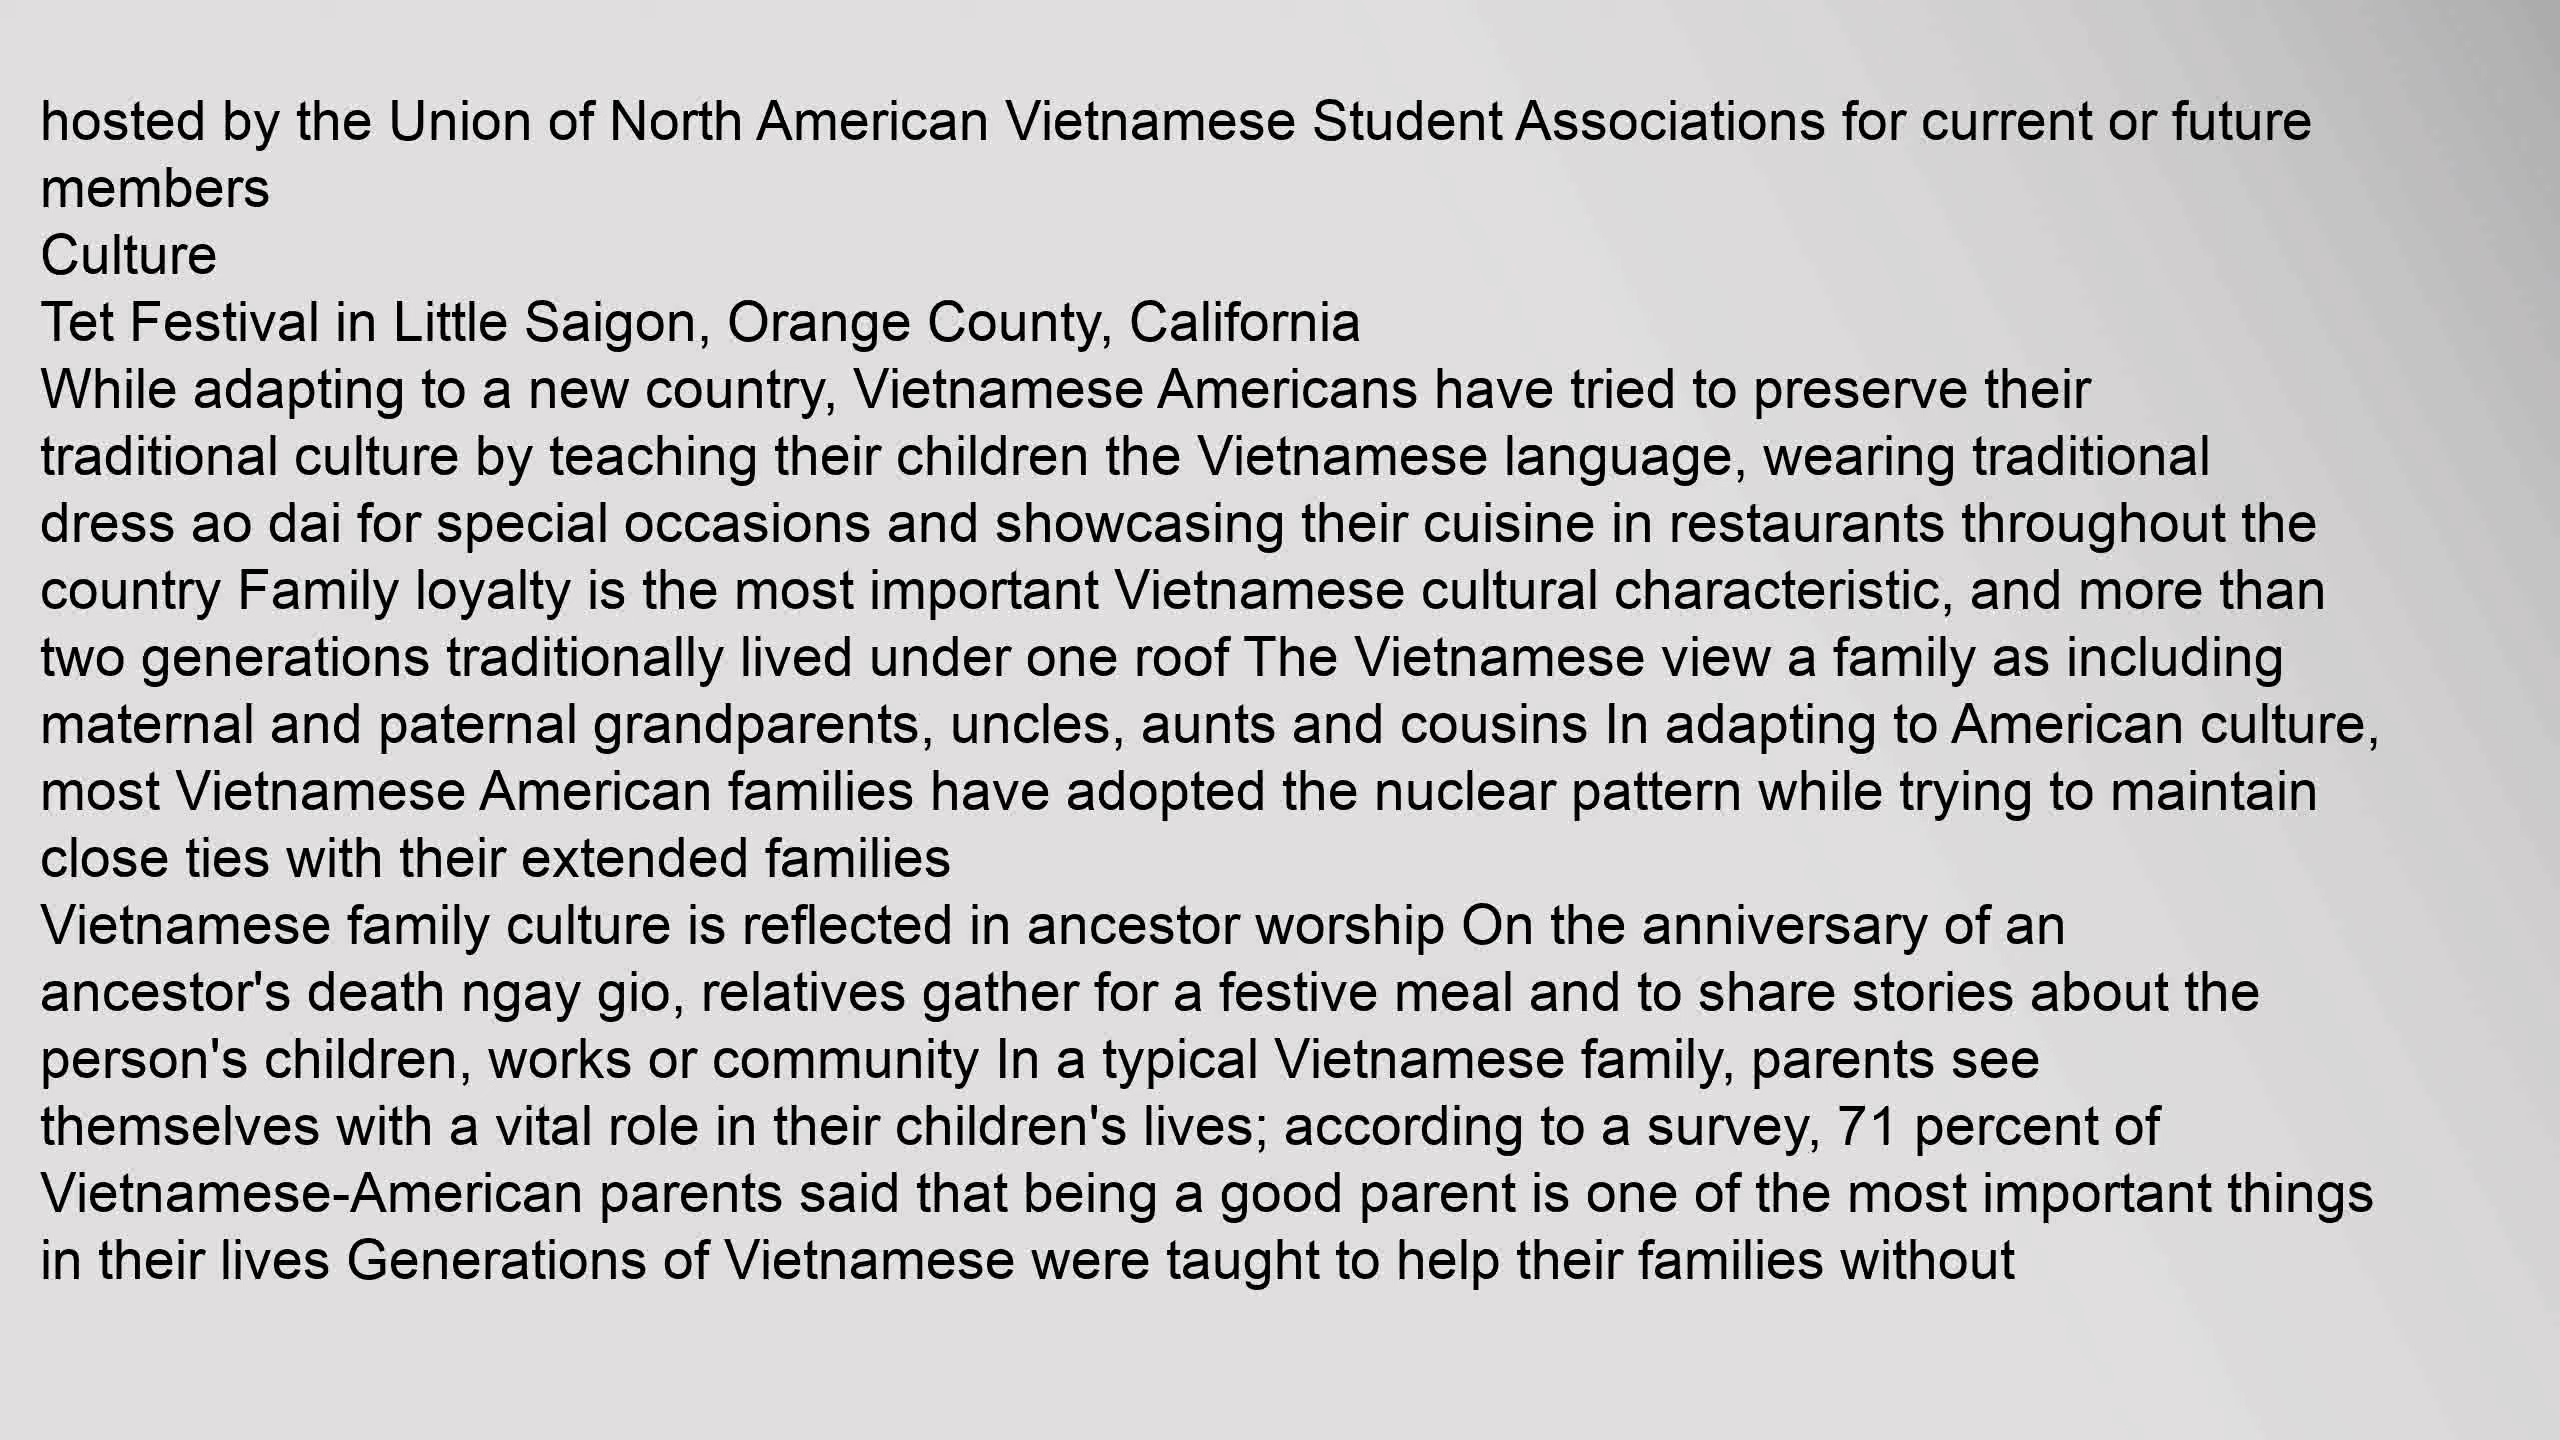 hosted by the Union of North American Vietnamese Student Associations for current or future
members
Culture
Tet Festival in Little Saigon, Orange County, California
While adapting to a new country, Vietnamese Americans have tried to preserve their
traditional culture by teaching their children the Vietnamese language, wearing traditional
dress ao dai for special occasions and showcasing their cuisine in restaurants throughout the
country Family loyalty is the most important Vietnamese cultural characteristic, and more than
two generations traditionally lived under one roof The Vietnamese view a family as including
maternal and paternal grandparents, uncles, aunts and cousins In adapting to American culture,
most Vietnamese American families have adopted the nuclear pattern while trying to maintain
close ties with their extended families
Vietnamese family culture is reflected in ancestor worship On the anniversary of an
ancestor's death ngay gio, relatives gather for a festive meal and to share stories about the
person's children, works or community In a typical Vietnamese family, parents see
themselves with a vital role in their children's lives; according to a survey, 71 percent of
Vietnamese-American parents said that being a good parent is one of the most important things
in their lives Generations of Vietnamese were taught to help their families without